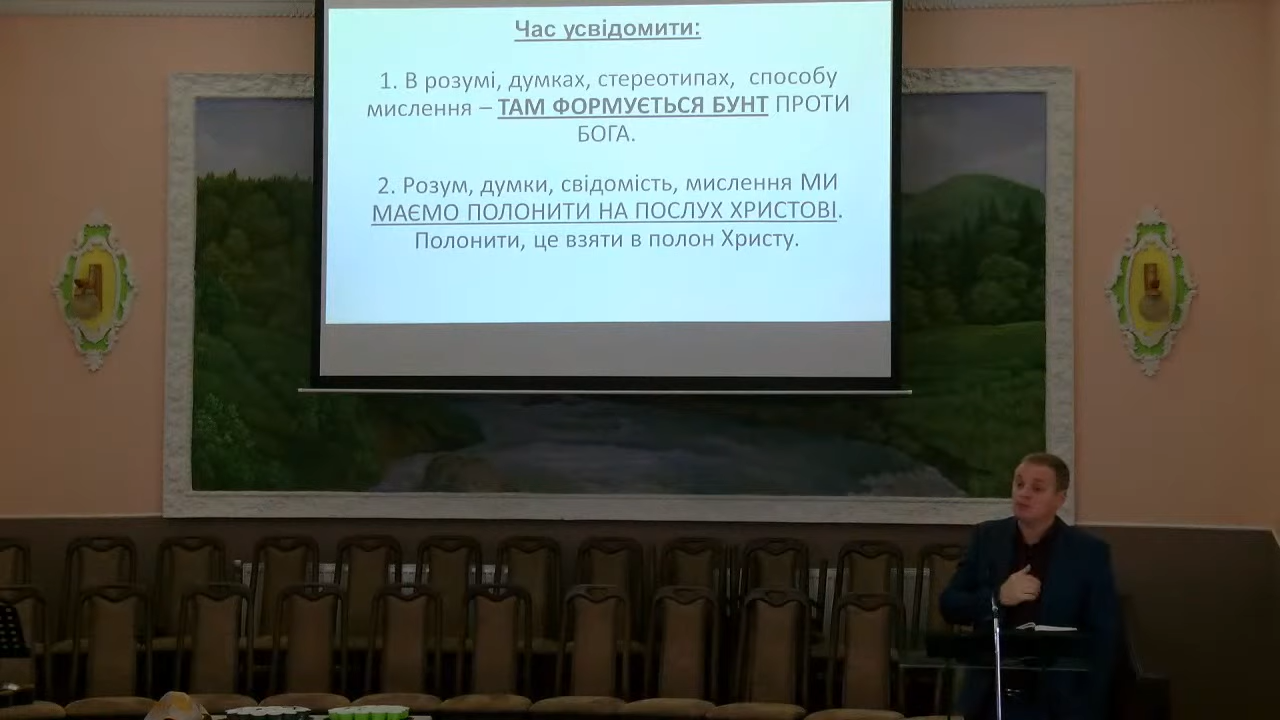 Час усвідомити:
1. В розумі, думках, стереотипах, способу
мислення – ТАМ ФОРМУЄТЬСЯ БУНТ ПРОТИ
БОГА.
2. Розум, думки, свідомість, мислення МИ
МАЄМО ПОЛОНИТИ НА ПОСЛУХ ХРИСТОВІ.
Полонити, це взяти в полон Христу.